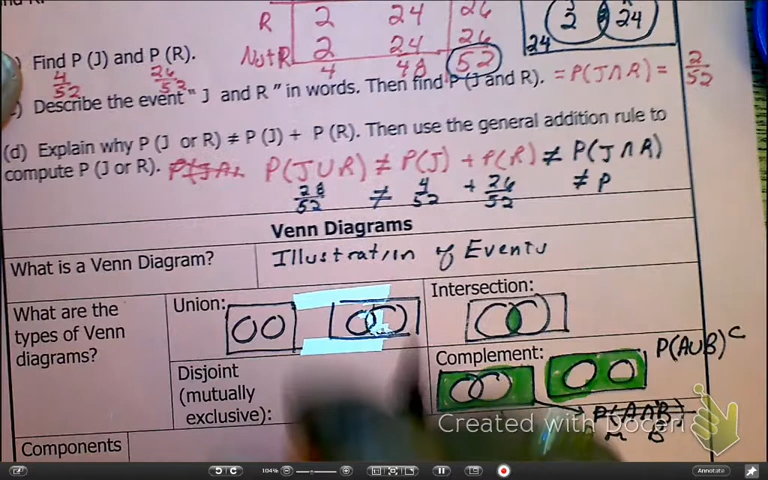 R 2 24 26
Not R 2 24 26
4 48 52
2 24
24
Find P (J) and P (R).
4/52 26/52
Describe the event " J and R " in words. Then find P (J and R). = P(J∩R) = 2/52
(d) Explain why P (J or R) ≠ P (J) + P (R). Then use the general addition rule to
compute P (J or R). P(J∪R) ≠ P(J) + P(R) ≠ P(J∩R)
28/52 ≠ 4/52 + 26/52 ≠ P
Venn Diagrams
What is a Venn Diagram? Illustration of Events
What are the
types of Venn
diagrams?
Union:
Intersection:
Disjoint
(mutually
exclusive):
Complement:
P(A∪B)ᶜ
Created with Doceri
Components
104%
Annotate